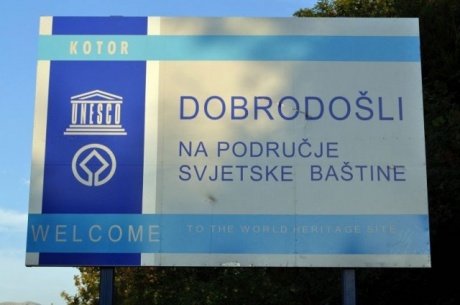 KOTOR
UNESCO
DOBRODOŠLI
NA PODRUČJE
SVJETSKE BAŠTINE
WELCOME TO THE WORLD HERITAGE SITE